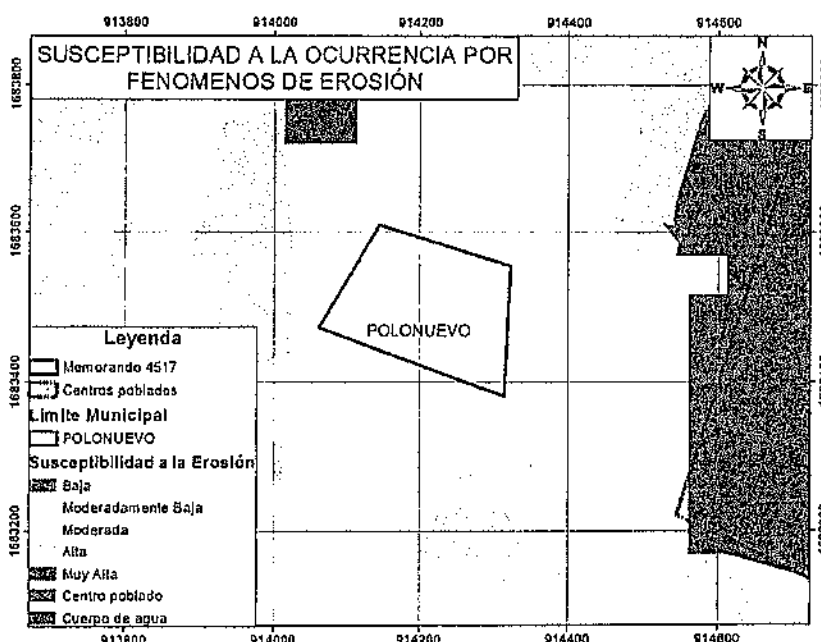 913800 914000 914200 914400 914600
SUSCEPTIBILIDAD A LA OCURRENCIA POR
FENOMENOS DE EROSIÓN
N
W E
S
1683800
1683600
1683400
1683200
POLONUEVO
Leyenda
Memorando 4517
Centros poblados
Limite Municipal
POLONUEVO
Susceptibilidad a la Erosión
Baja
Moderadamente Baja
Moderada
Alta
Muy Alta
Centro poblado
Cuerpo de agua
913800 914000 914200 914400 914600